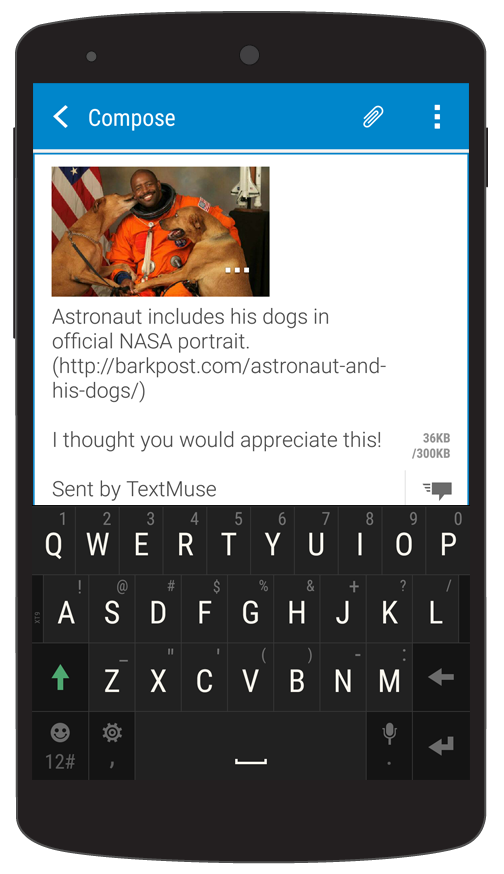 Compose
Astronaut includes his dogs in
official NASA portrait.
(http://barkpost.com/astronaut-and-
his-dogs/)
I thought you would appreciate this!
36KB
/300KB
Sent by TextMuse
1 2 3 4 5 6 7 8 9 0
Q W E R T Y U I O P
! @ # $ % & + ? /
XT9 A S D F G H J K L
_ " ' ( ) - :
Z X C V B N M
12# , .